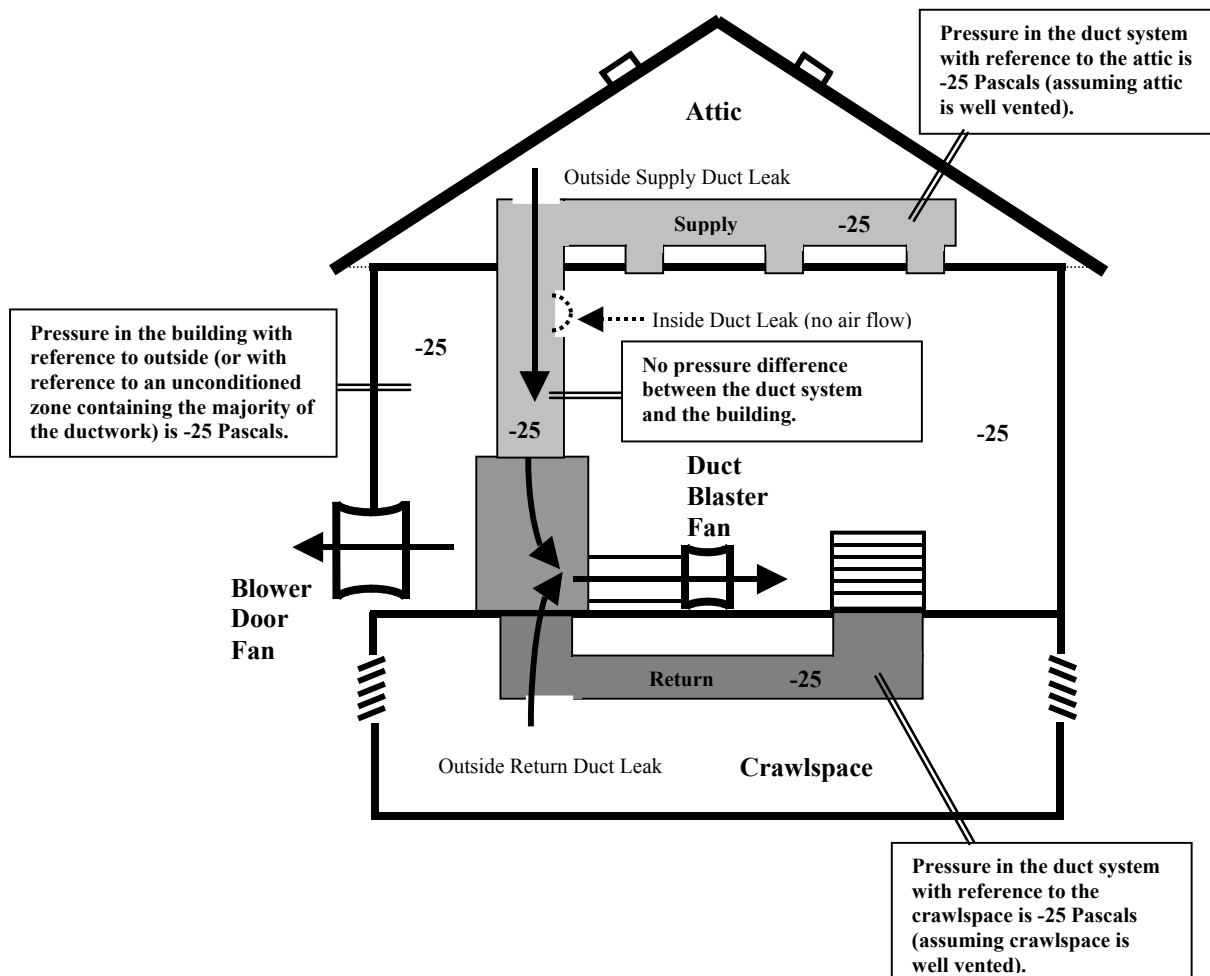 Pressure in the duct system
with reference to the attic is
-25 Pascals (assuming attic
is well vented).
Attic
Outside Supply Duct Leak
Supply -25
Pressure in the building with
reference to outside (or with
reference to an unconditioned
zone containing the majority of
the ductwork) is -25 Pascals.
-25
Inside Duct Leak (no air flow)
No pressure difference
between the duct system
and the building.
-25
-25
Duct
Blaster
Fan
Blower
Door
Fan
Return -25
Outside Return Duct Leak
Crawlspace
Pressure in the duct system
with reference to the
crawlspace is -25 Pascals
(assuming crawlspace is
well vented).